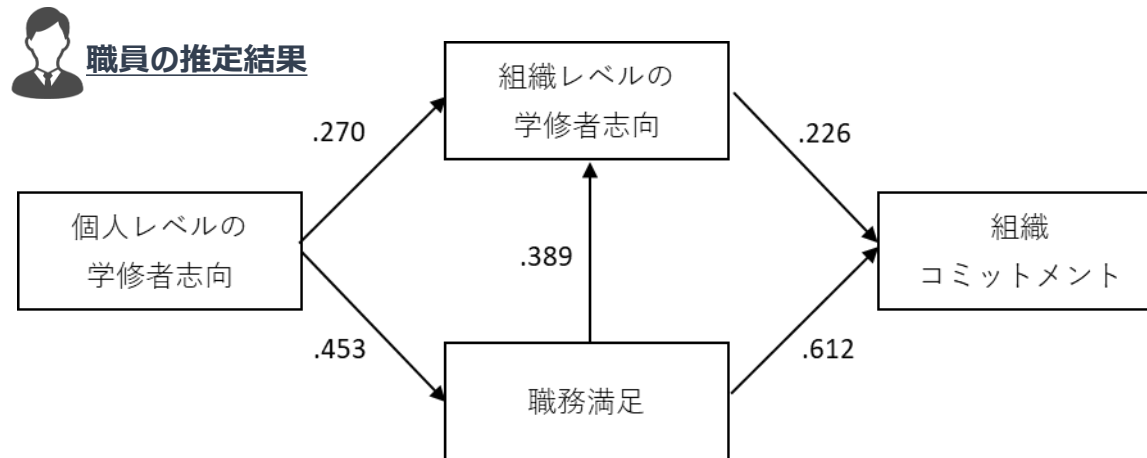 職員の推定結果
組織レベルの
学修者志向
.270
.226
個人レベルの
学修者志向
.389
組織
コミットメント
.453
.612
職務満足